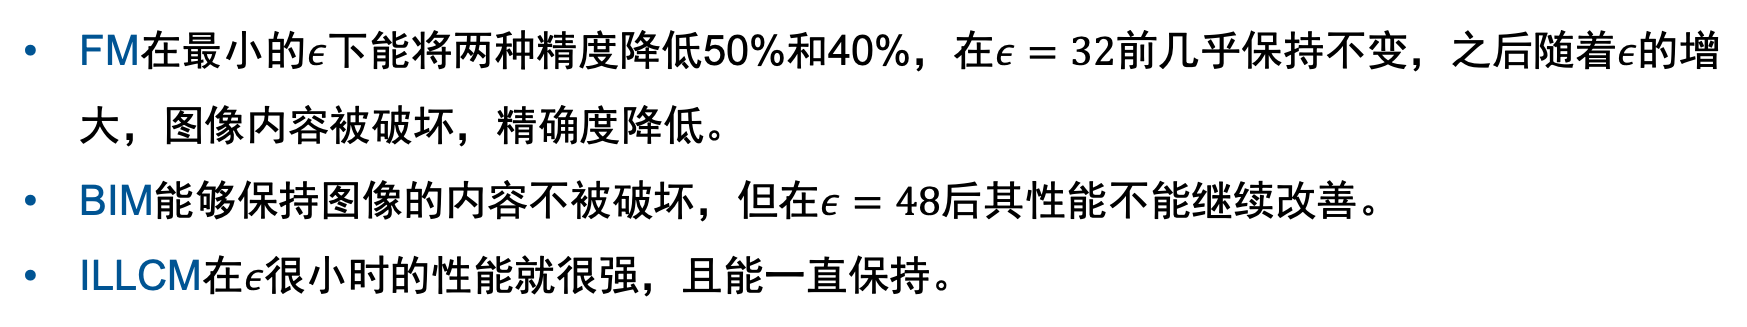 • FM在最小的ϵ下能将两种精度降低50%和40%，在ϵ = 32前几乎保持不变，之后随着ϵ的增
大，图像内容被破坏，精确度降低。
• BIM能够保持图像的内容不被破坏，但在ϵ = 48后其性能不能继续改善。
• ILLCM在ϵ很小时的性能就很强，且能一直保持。